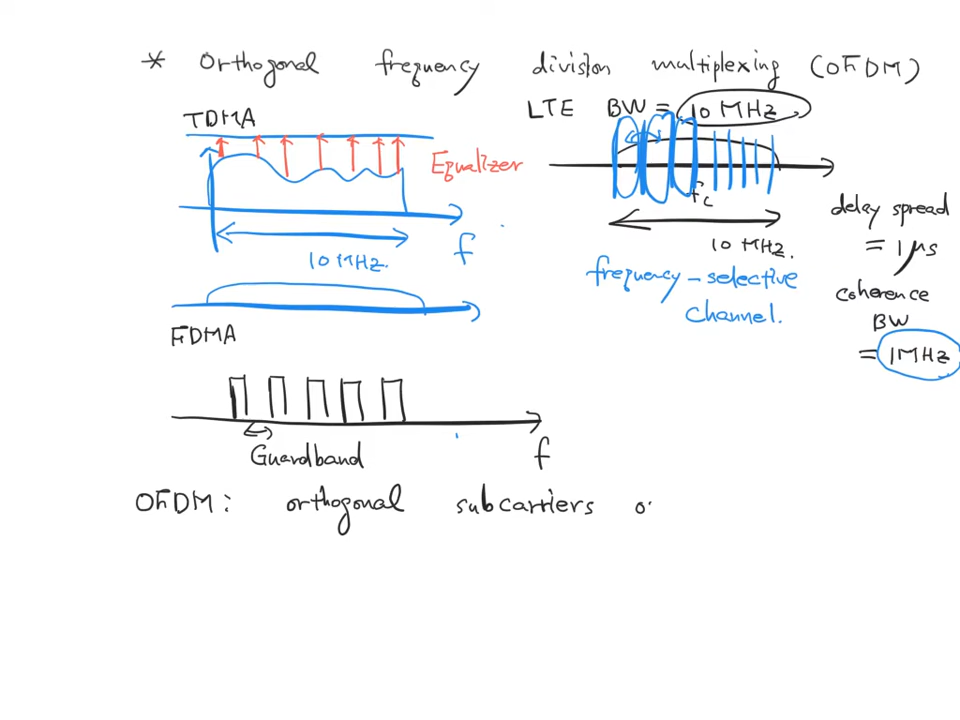 * Orthogonal frequency division multiplexing (OFDM)
TDMA
LTE BW = 10 MHz
Equalizer
fc
10 MHz.
f
10 MHz.
delay spread
= 1 μs
frequency-selective
channel.
coherence
BW
= 1MHz
FDMA
Guardband
f
OFDM: orthogonal subcarriers